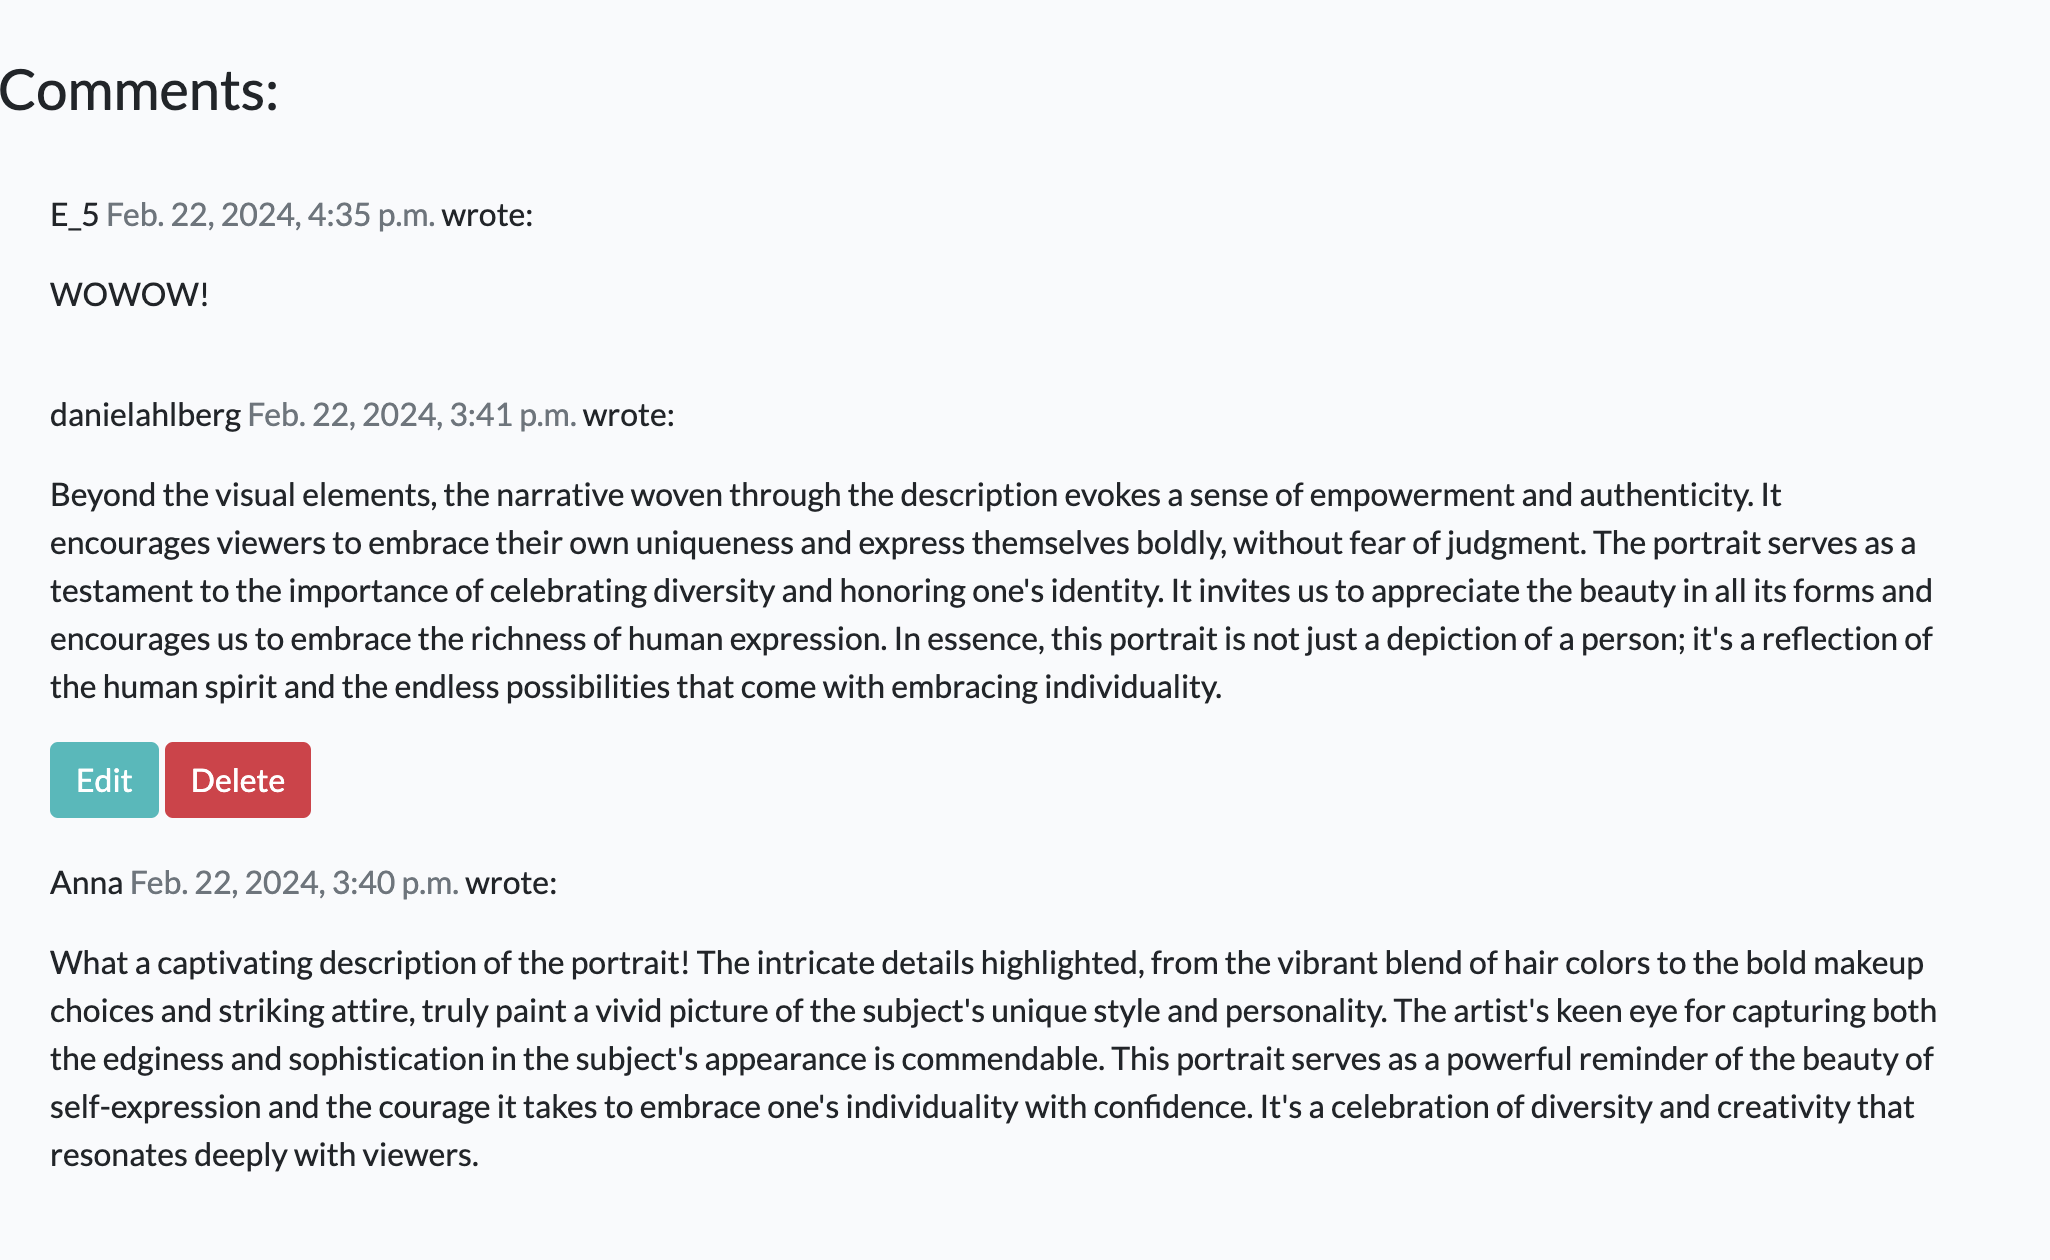 Comments:
E_5 Feb. 22, 2024, 4:35 p.m. wrote:
WOWOW!
danielahlberg Feb. 22, 2024, 3:41 p.m. wrote:
Beyond the visual elements, the narrative woven through the description evokes a sense of empowerment and authenticity. It
encourages viewers to embrace their own uniqueness and express themselves boldly, without fear of judgment. The portrait serves as a
testament to the importance of celebrating diversity and honoring one's identity. It invites us to appreciate the beauty in all its forms and
encourages us to embrace the richness of human expression. In essence, this portrait is not just a depiction of a person; it's a reflection of
the human spirit and the endless possibilities that come with embracing individuality.
Edit Delete
Anna Feb. 22, 2024, 3:40 p.m. wrote:
What a captivating description of the portrait! The intricate details highlighted, from the vibrant blend of hair colors to the bold makeup
choices and striking attire, truly paint a vivid picture of the subject's unique style and personality. The artist's keen eye for capturing both
the edginess and sophistication in the subject's appearance is commendable. This portrait serves as a powerful reminder of the beauty of
self-expression and the courage it takes to embrace one's individuality with confidence. It's a celebration of diversity and creativity that
resonates deeply with viewers.